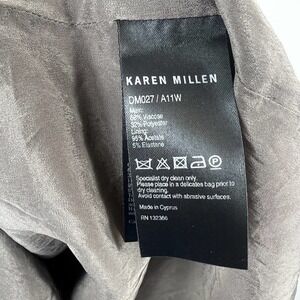 KAREN MILLEN
DM027 / A11W
Main:
68% Viscose
32% Polyester
Lining:
95% Acetate
5% Elastane
Specialist dry clean only.
Please place in a delicates bag prior to
dry cleaning.
Avoid contact with abrasive surfaces.
Made in Cyprus
RN 132366